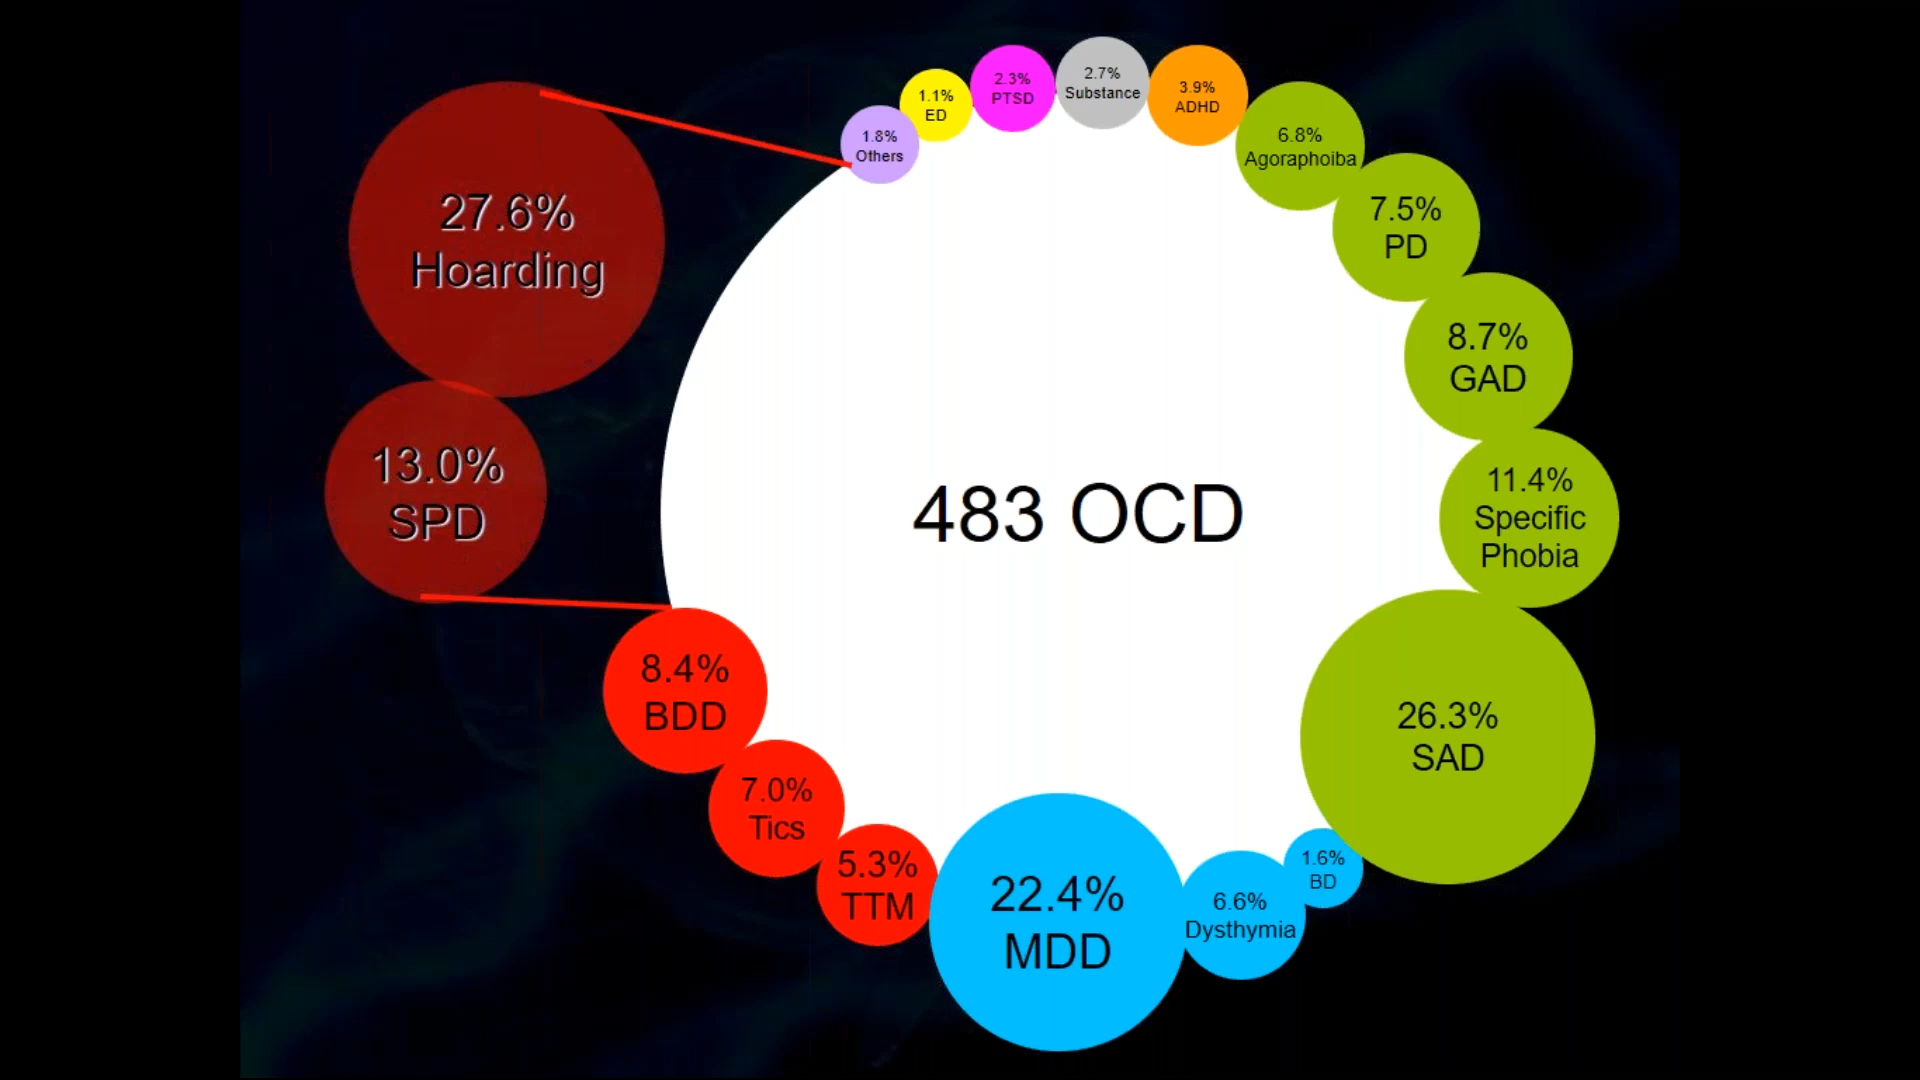 2.7%
Substance
2.3%
PTSD
3.9%
ADHD
1.1%
ED
1.8%
Others
6.8%
Agoraphoiba
27.6%
Hoarding
7.5%
PD
8.7%
GAD
13.0%
SPD
11.4%
Specific
Phobia
483 OCD
8.4%
BDD
26.3%
SAD
7.0%
Tics
5.3%
TTM
22.4%
MDD
6.6%
Dysthymia
1.6%
BD